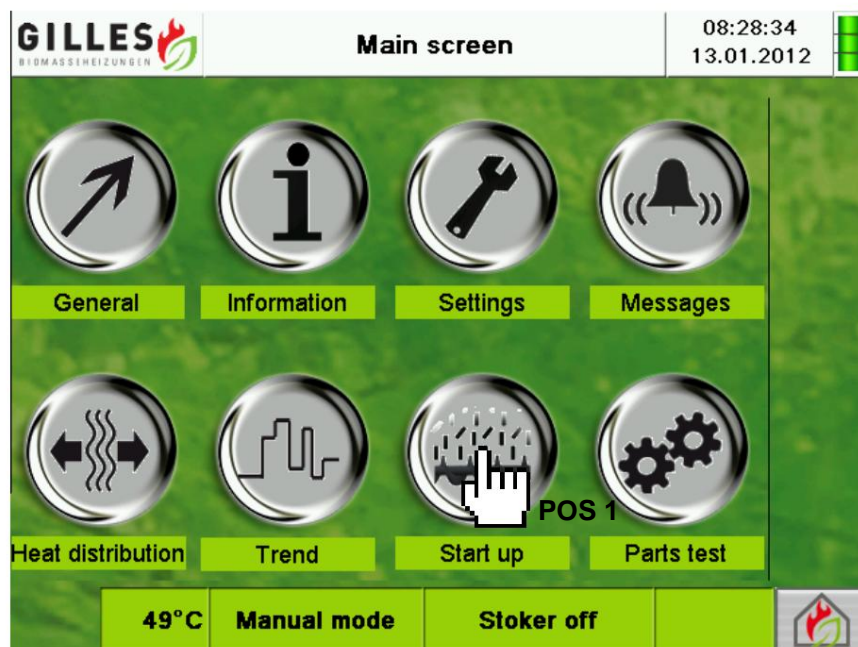 GILLES
BIOMASSEHEIZUNGEN
Main screen
08:28:34
13.01.2012
General
Information
Settings
Messages
POS 1
Heat distribution
Trend
Start up
Parts test
49°C
Manual mode
Stoker off